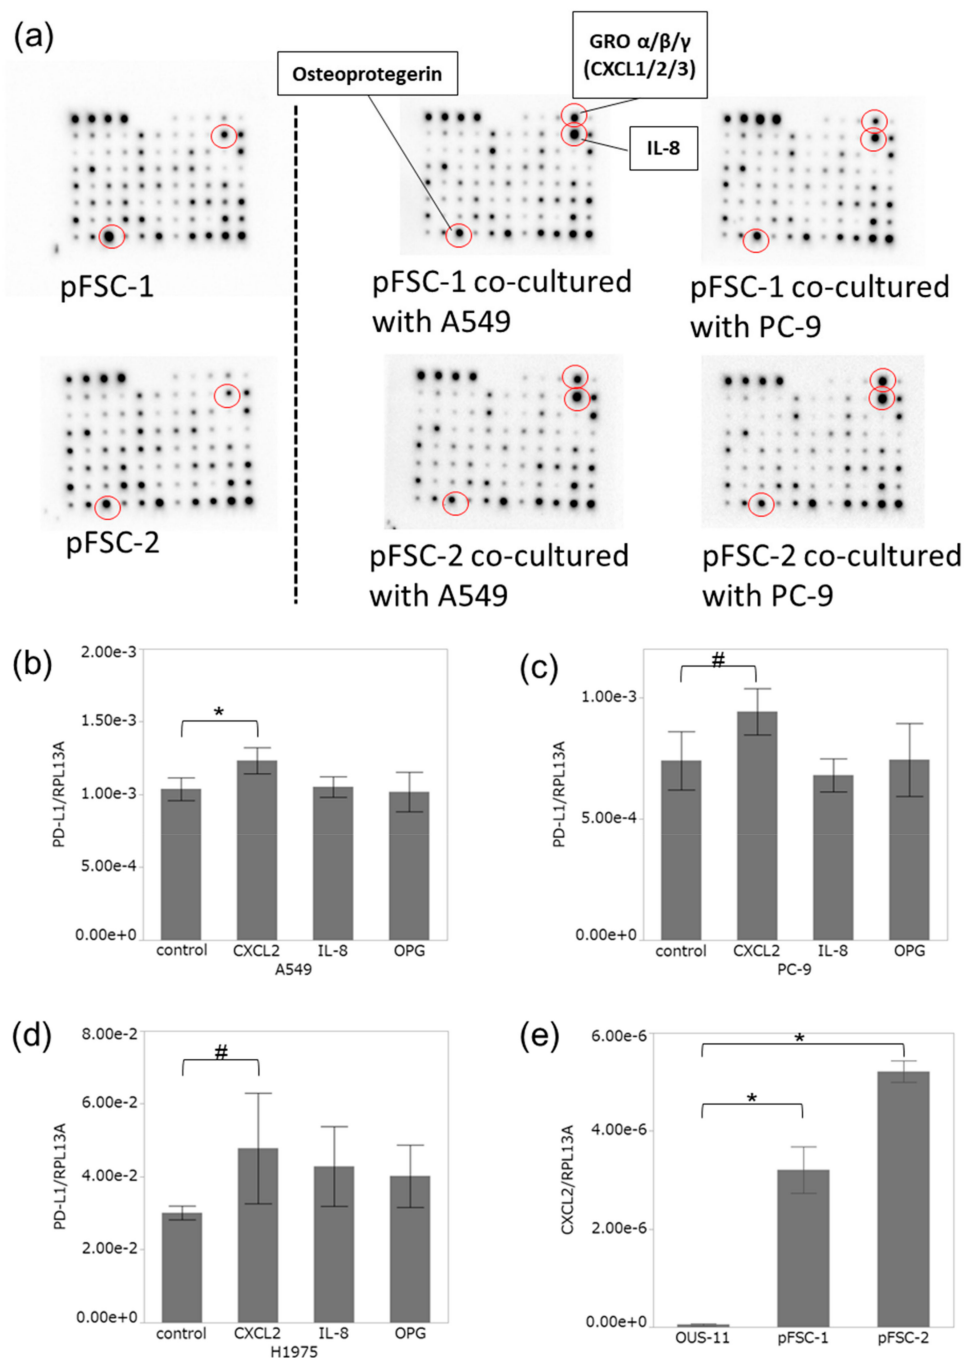 (a)
Osteoprotegerin
GRO α/β/γ
(CXCL1/2/3)
IL-8
pFSC-1
pFSC-1 co-cultured
with A549
pFSC-1 co-cultured
with PC-9
pFSC-2
pFSC-2 co-cultured
with A549
pFSC-2 co-cultured
with PC-9
(b)
PD-L1/RPL13A
2.00e-3
1.50e-3
1.00e-3
5.00e-4
0.00e+0
*
control CXCL2 IL-8 OPG
A549
(c)
PD-L1/RPL13A
1.00e-3
5.00e-4
0.00e+0
#
control CXCL2 IL-8 OPG
PC-9
(d)
PD-L1/RPL13A
8.00e-2
6.00e-2
4.00e-2
2.00e-2
0.00e+0
#
control CXCL2 IL-8 OPG
H1975
(e)
CXCL2/RPL13A
6.00e-6
4.00e-6
2.00e-6
0.00e+0
*
*
OUS-11 pFSC-1 pFSC-2